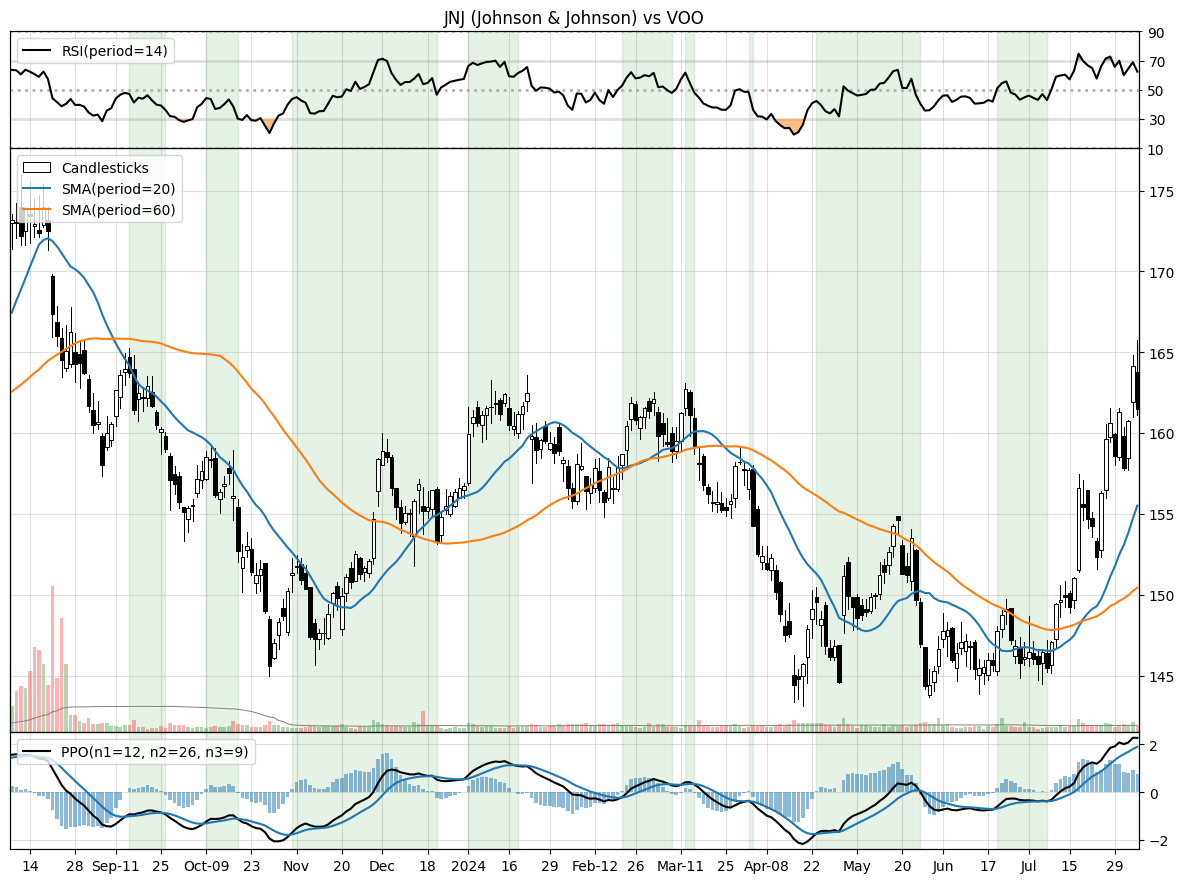 JNJ (Johnson & Johnson) vs VOO
RSI(period=14)
90
70
50
30
10
Candlesticks
SMA(period=20)
SMA(period=60)
175
170
165
160
155
150
145
PPO(n1=12, n2=26, n3=9)
2
0
−2
14 28 Sep-11 25 Oct-09 23 Nov 20 Dec 18 2024 16 29 Feb-12 26 Mar-11 25 Apr-08 22 May 20 Jun 17 Jul 15 29